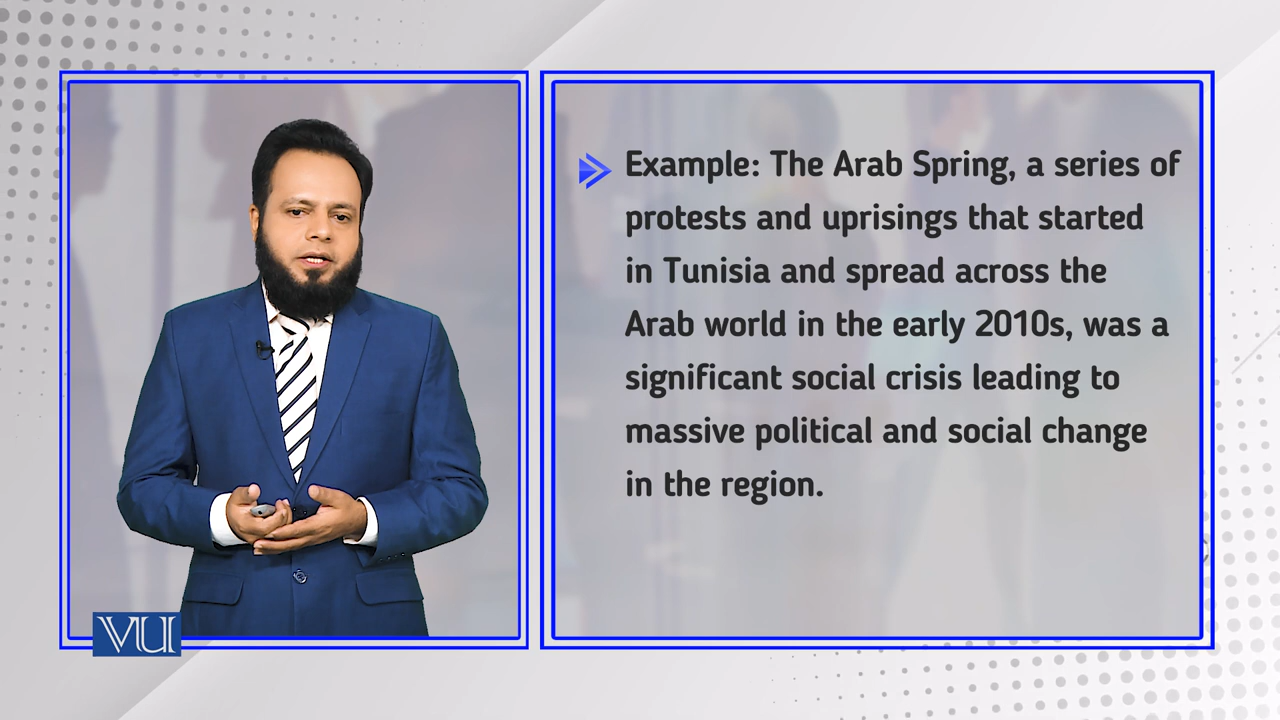 Example: The Arab Spring, a series of
protests and uprisings that started
in Tunisia and spread across the
Arab world in the early 2010s, was a
significant social crisis leading to
massive political and social change
in the region.
VU